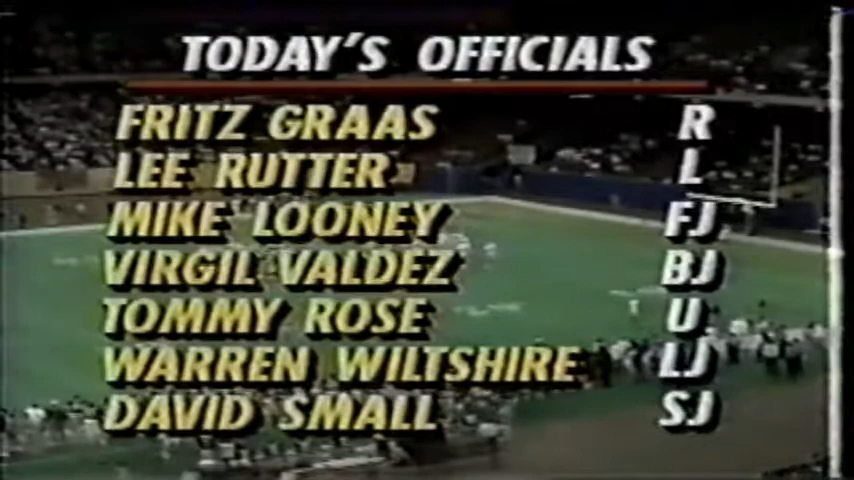 TODAY'S OFFICIALS
FRITZ GRAAS R
LEE RUTTER L
MIKE LOONEY FJ
VIRGIL VALDEZ BJ
TOMMY ROSE U
WARREN WILTSHIRE LJ
DAVID SMALL SJ